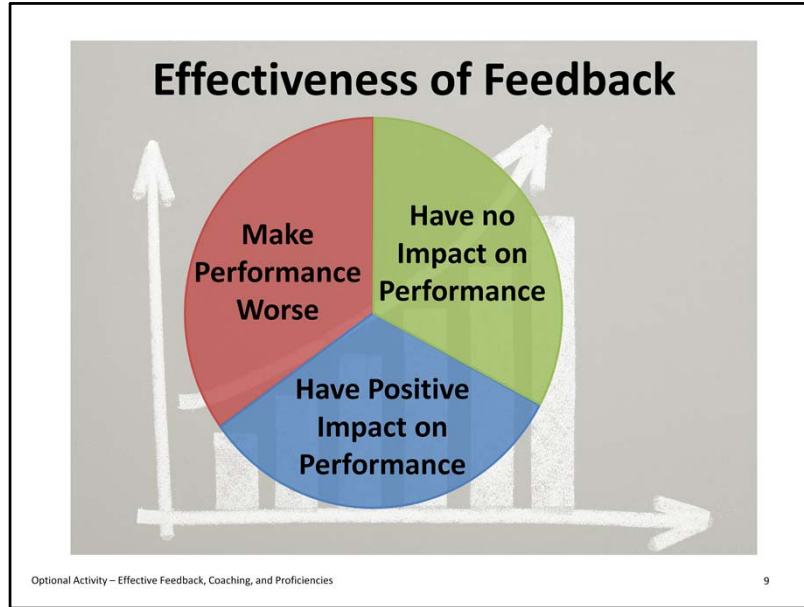 Effectiveness of Feedback
Have no
Impact on
Performance
Make
Performance
Worse
Have Positive
Impact on
Performance
Optional Activity – Effective Feedback, Coaching, and Proficiencies
9